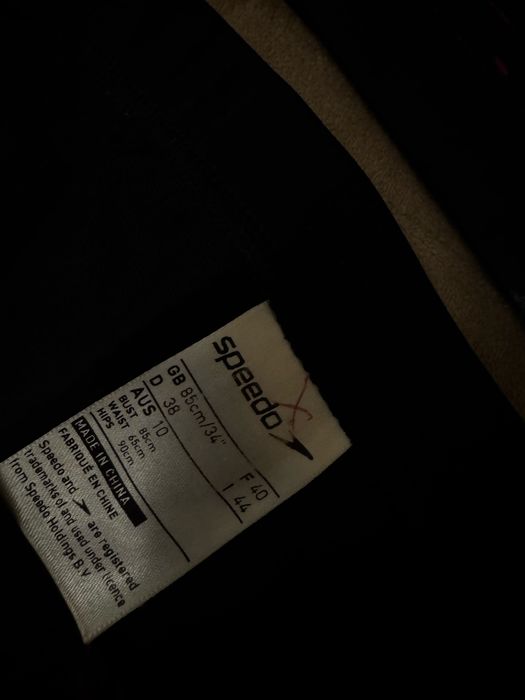 speedo
GB 85cm/34" F 40
D 38 I 44
AUS 10
BUST 85cm
WAIST 65cm
HIPS 90cm
MADE IN CHINA
FABRIQUÉ EN CHINE
Speedo and are registered
trademarks of and used under licence
from Speedo Holdings B.V